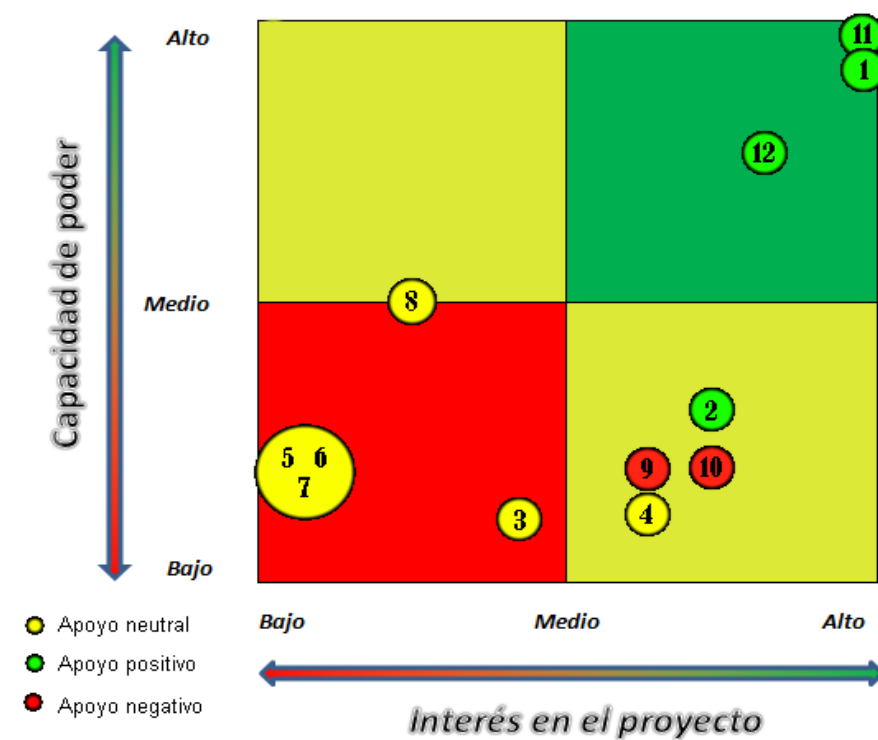 Alto
11
1
12
Capacidad de poder
Medio
8
2
5 6
7
9 10
3 4
Bajo
Apoyo neutral
Apoyo positivo
Apoyo negativo
Bajo Medio Alto
Interés en el proyecto